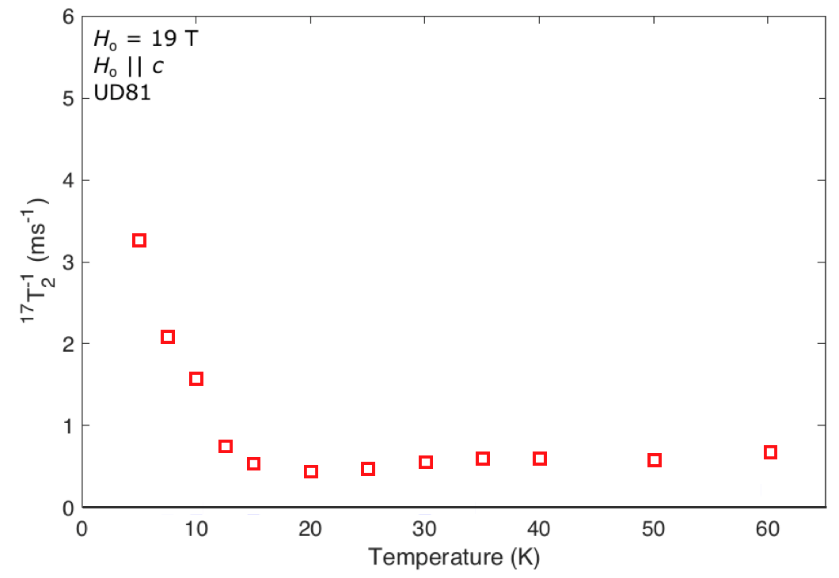 6
H₀ = 19 T
H₀ || c
UD81
5
4
3
2
1
0
¹⁷T₂⁻¹ (ms⁻¹)
0 10 20 30 40 50 60
Temperature (K)